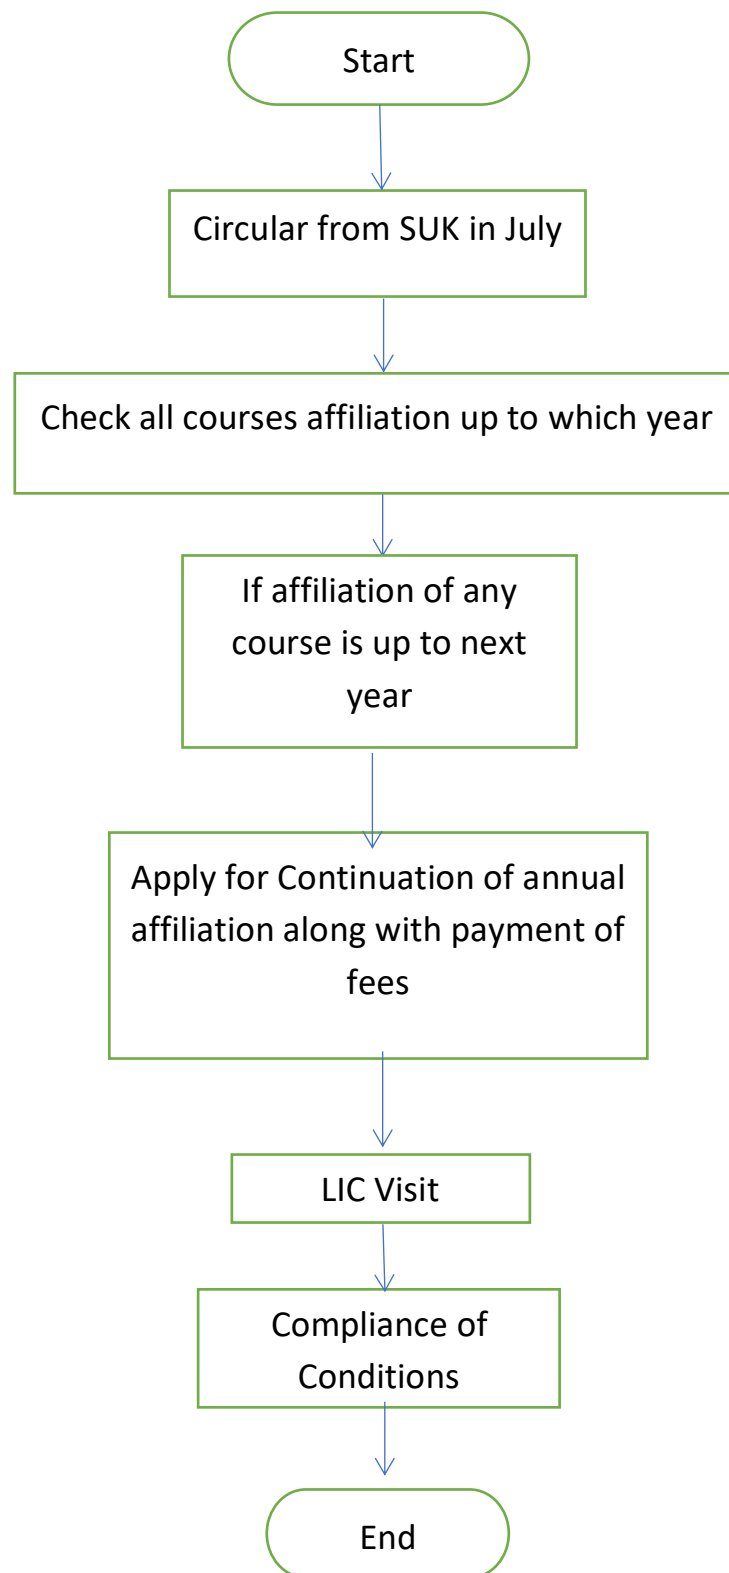 Start
Circular from SUK in July
Check all courses affiliation up to which year
If affiliation of any
course is up to next
year
Apply for Continuation of annual
affiliation along with payment of
fees
LIC Visit
Compliance of
Conditions
End